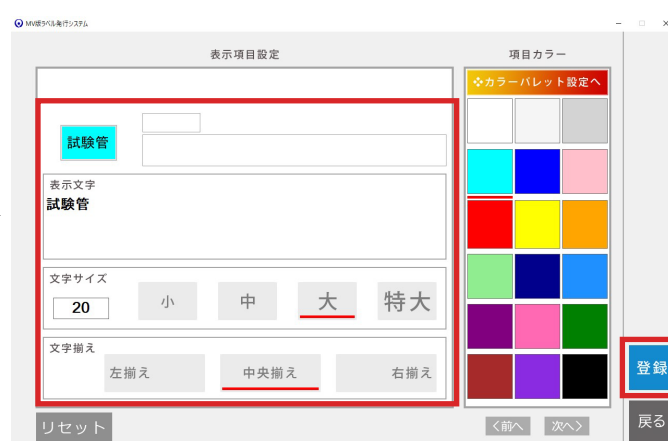 MV版ラベル発行システム
表示項目設定
項目カラー
❖カラーパレット設定へ
試験管
表示文字
試験管
文字サイズ
20 小 中 大 特大
文字揃え
左揃え 中央揃え 右揃え
リセット
<前へ 次へ>
登録
戻る